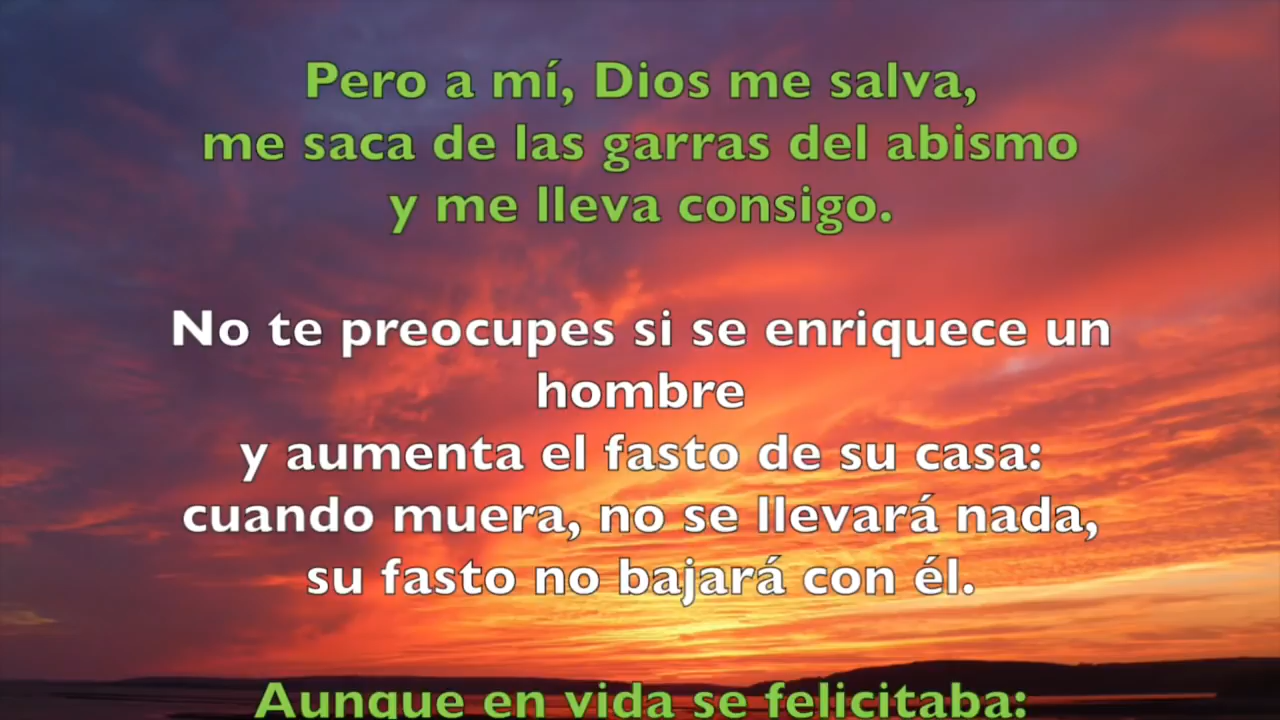 Pero a mí, Dios me salva,
me saca de las garras del abismo
y me lleva consigo.
No te preocupes si se enriquece un
hombre
y aumenta el fasto de su casa:
cuando muera, no se llevará nada,
su fasto no bajará con él.
Aunque en vida se felicitaba: